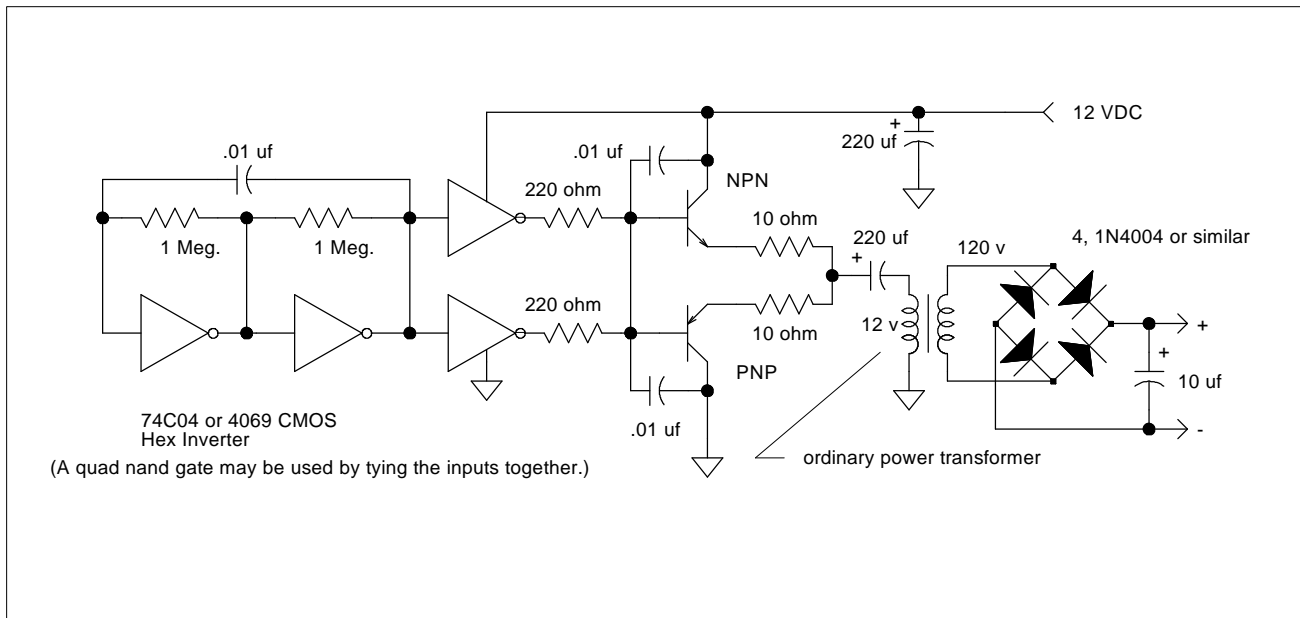 12 VDC
+
220 uf
.01 uf
.01 uf
NPN
220 ohm
10 ohm
1 Meg.
1 Meg.
220 uf
+
120 v
4, 1N4004 or similar
220 ohm
10 ohm
12 v
+
+
10 uf
PNP
-
74C04 or 4069 CMOS
Hex Inverter
.01 uf
(A quad nand gate may be used by tying the inputs together.)
ordinary power transformer